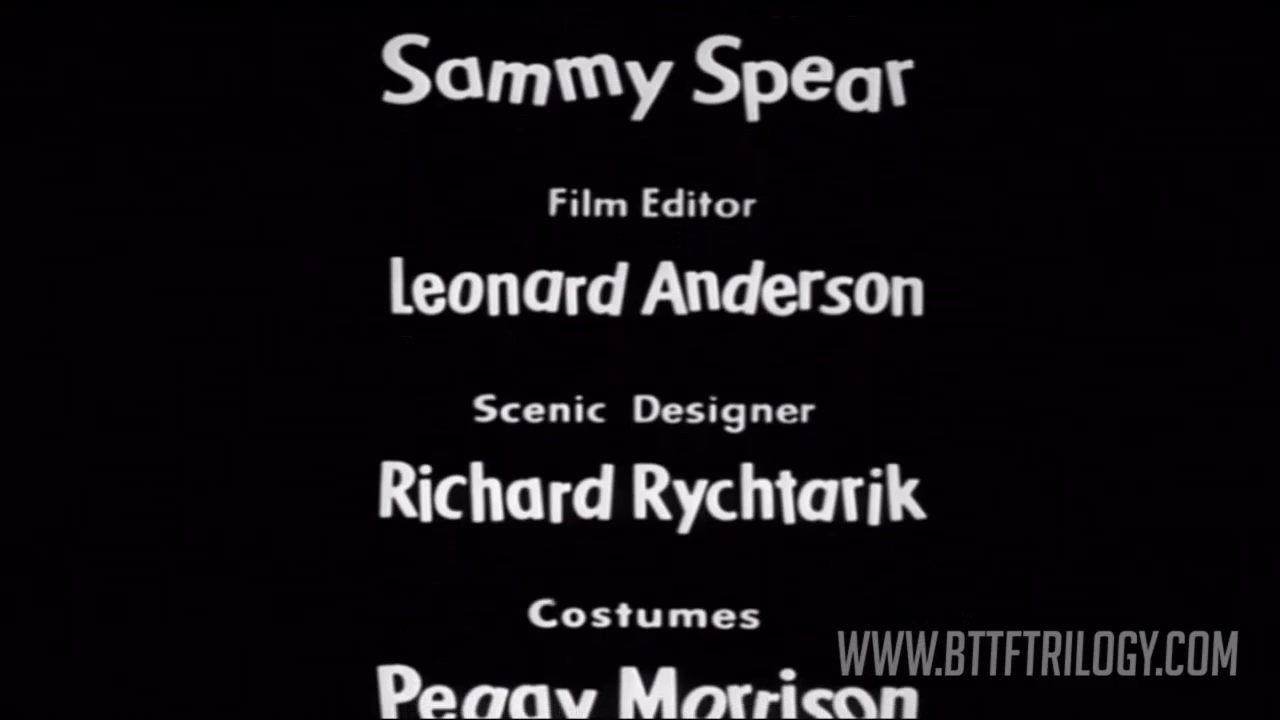 Sammy Spear
Film Editor
Leonard Anderson
Scenic Designer
Richard Rychtarik
Costumes
Peggy Morrison
WWW.BTTFTRILOGY.COM